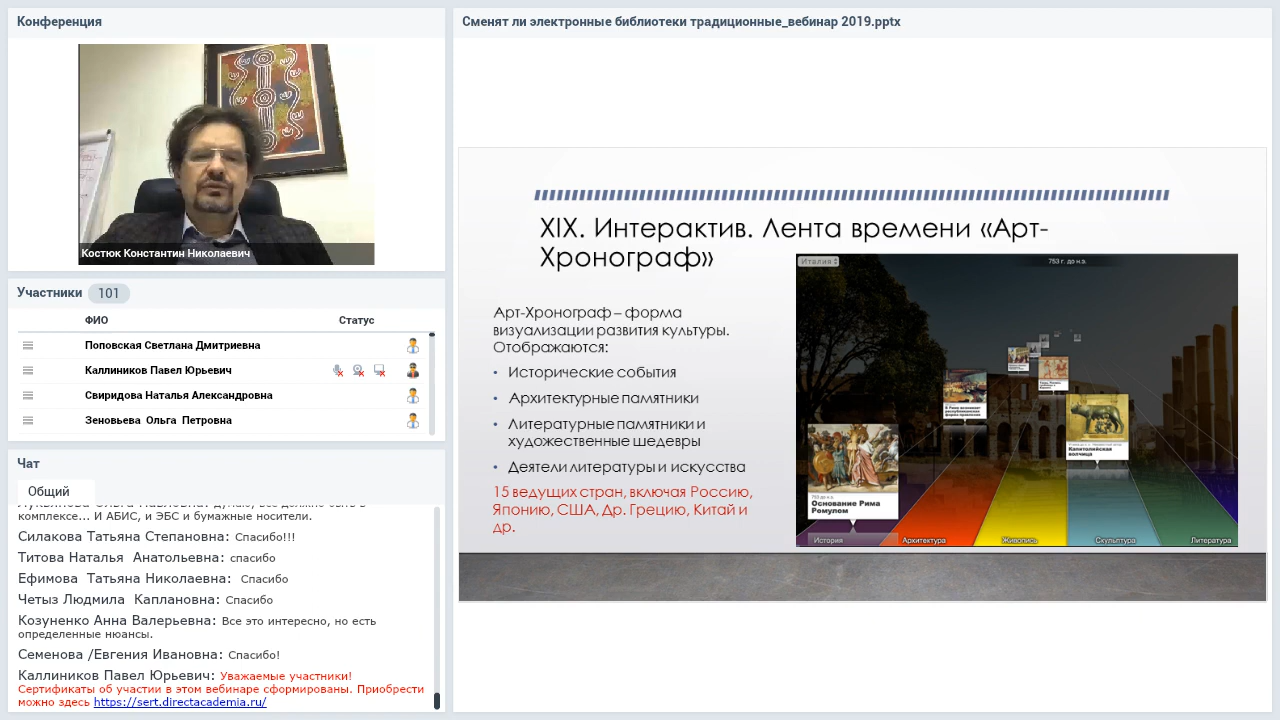 Конференция
Костюк Константин Николаевич
Участники 101
ФИО Статус
Поповская Светлана Дмитриевна
Каллиников Павел Юрьевич
Свиридова Наталья Александровна
Зеновьева Ольга Петровна
Чат
Общий
комплексе... И АБИС, и ЭБС и бумажные носители.
Силакова Татьяна Степановна: Спасибо!!!
Титова Наталья Анатольевна: спасибо
Ефимова Татьяна Николаевна: Спасибо
Четыз Людмила Каплановна: Спасибо
Козуненко Анна Валерьевна: Все это интересно, но есть
определенные нюансы.
Семенова /Евгения Ивановна: Спасибо!
Каллиников Павел Юрьевич: Уважаемые участники!
Сертификаты об участии в этом вебинаре сформированы. Приобрести
можно здесь https://sert.directacademia.ru/
Сменят ли электронные библиотеки традиционные_вебинар 2019.pptx
XIX. Интерактив. Лента времени «Арт-
Хронограф»
Арт-Хронограф – форма
визуализации развития культуры.
Отображаются:
• Исторические события
• Архитектурные памятники
• Литературные памятники и
художественные шедевры
• Деятели литературы и искусства
15 ведущих стран, включая Россию,
Японию, США, Др. Грецию, Китай и
др.
Италия
753 г. до н.э.
Капитолийская
волчица
753 до н.э.
Основание Рима
Ромулом
История Архитектура Живопись Скульптура Литература